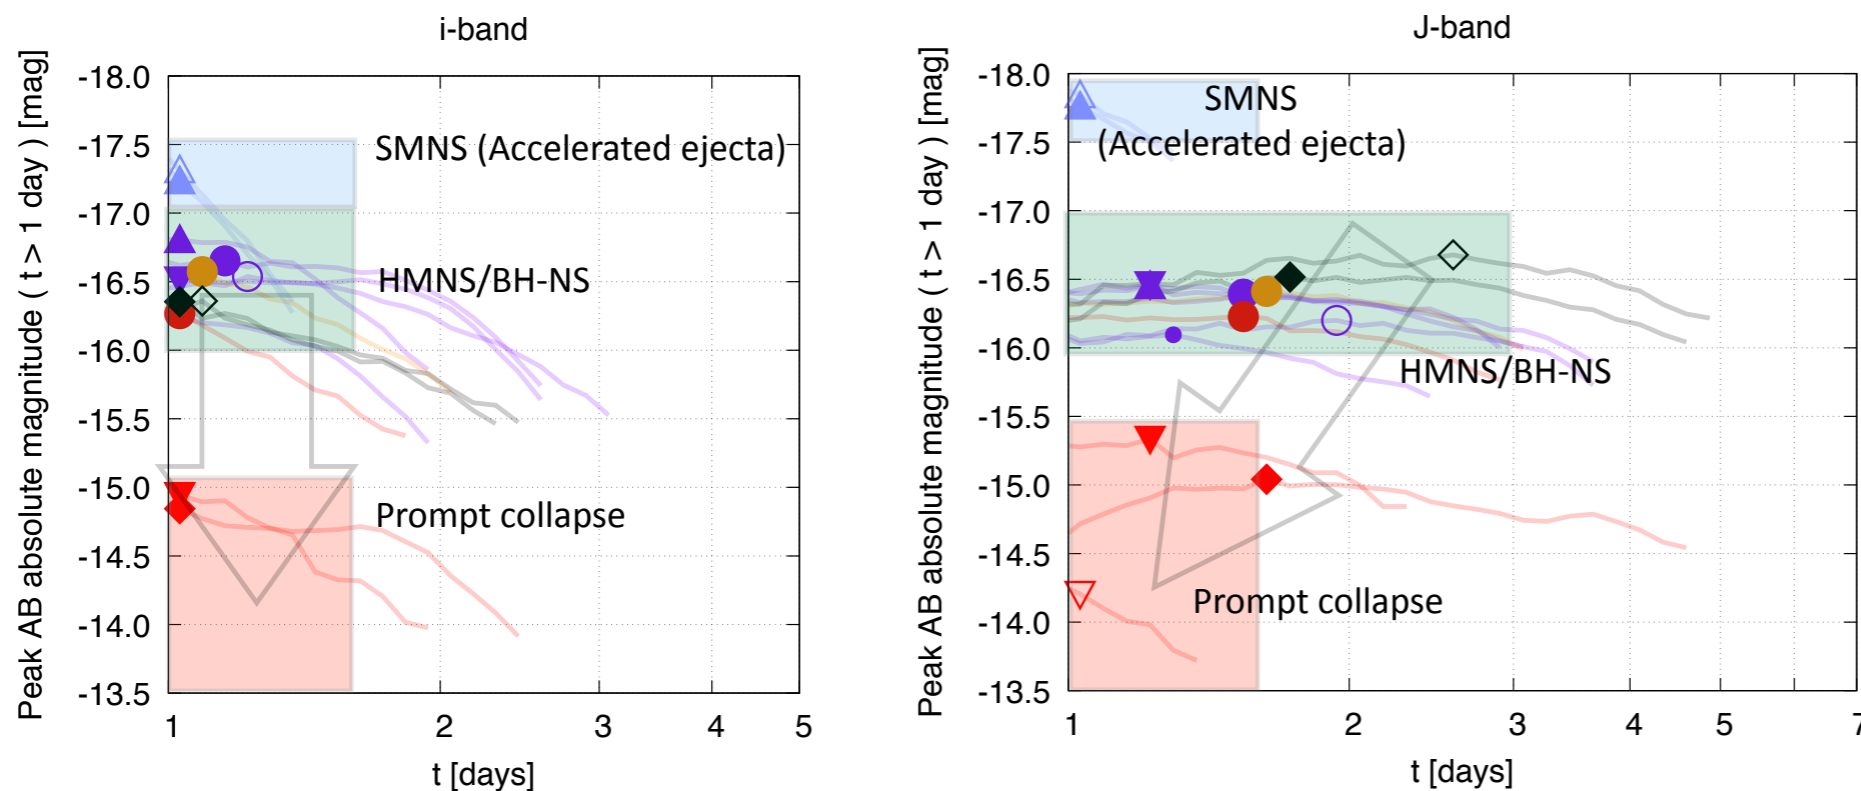 i-band
Peak AB absolute magnitude ( t > 1 day ) [mag]
-18.0
-17.5
-17.0
-16.5
-16.0
-15.5
-15.0
-14.5
-14.0
-13.5
SMNS (Accelerated ejecta)
HMNS/BH-NS
Prompt collapse
1 2 3 4 5
t [days]
J-band
Peak AB absolute magnitude ( t > 1 day ) [mag]
-18.0
-17.5
-17.0
-16.5
-16.0
-15.5
-15.0
-14.5
-14.0
-13.5
SMNS
(Accelerated ejecta)
HMNS/BH-NS
Prompt collapse
1 2 3 4 5 7
t [days]